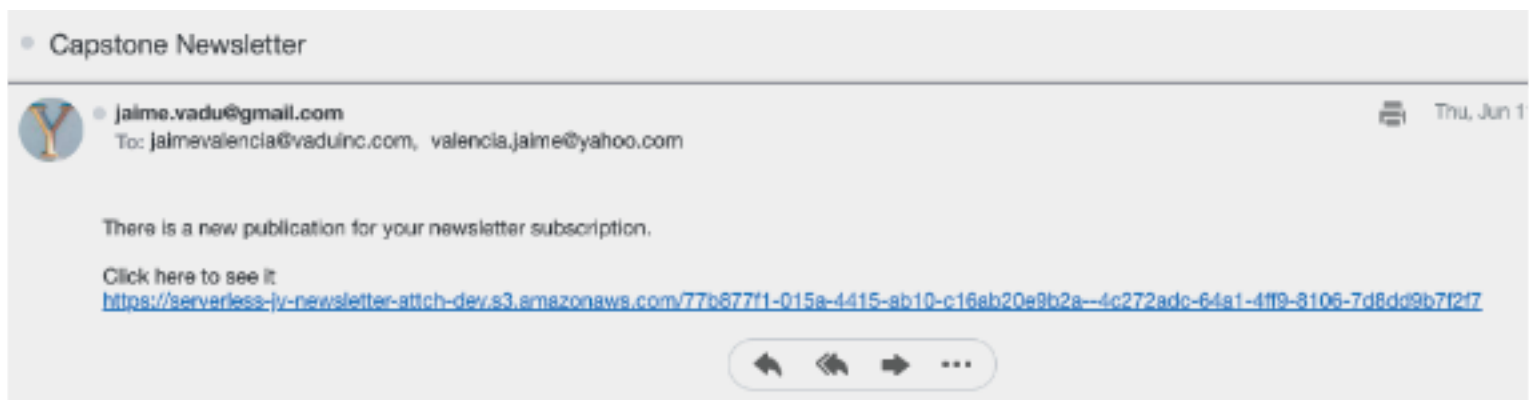 Capstone Newsletter
Y
jaime.vadu@gmail.com
Thu, Jun 1
To: jaimevalencia@vaduinc.com, valencia.jaime@yahoo.com
There is a new publication for your newsletter subscription.
Click here to see it
https://serverless-jv-newsletter-attch-dev.s3.amazonaws.com/77b877f1-015a-4415-ab10-c16ab20e9b2a--4c272adc-64a1-4ff9-8106-7d8dd9b7f2f7